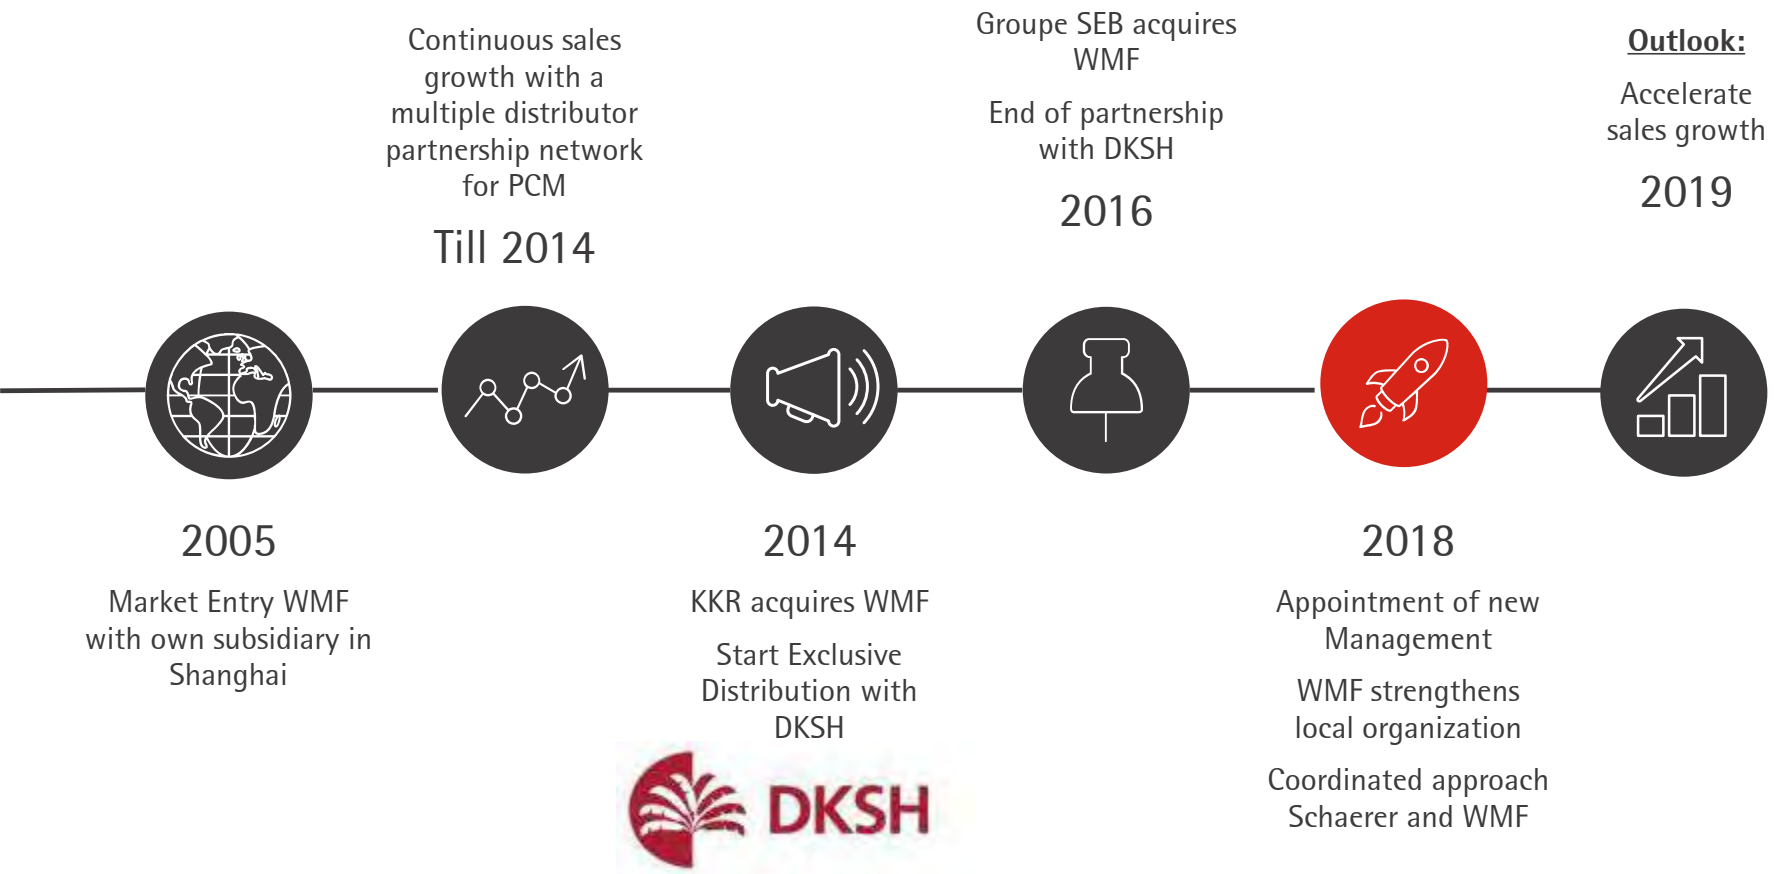 Continuous sales
growth with a
multiple distributor
partnership network
for PCM
Till 2014
Groupe SEB acquires
WMF
End of partnership
with DKSH
2016
Outlook:
Accelerate
sales growth
2019
2005
Market Entry WMF
with own subsidiary in
Shanghai
2014
KKR acquires WMF
Start Exclusive
Distribution with
DKSH
DKSH
2018
Appointment of new
Management
WMF strengthens
local organization
Coordinated approach
Schaerer and WMF